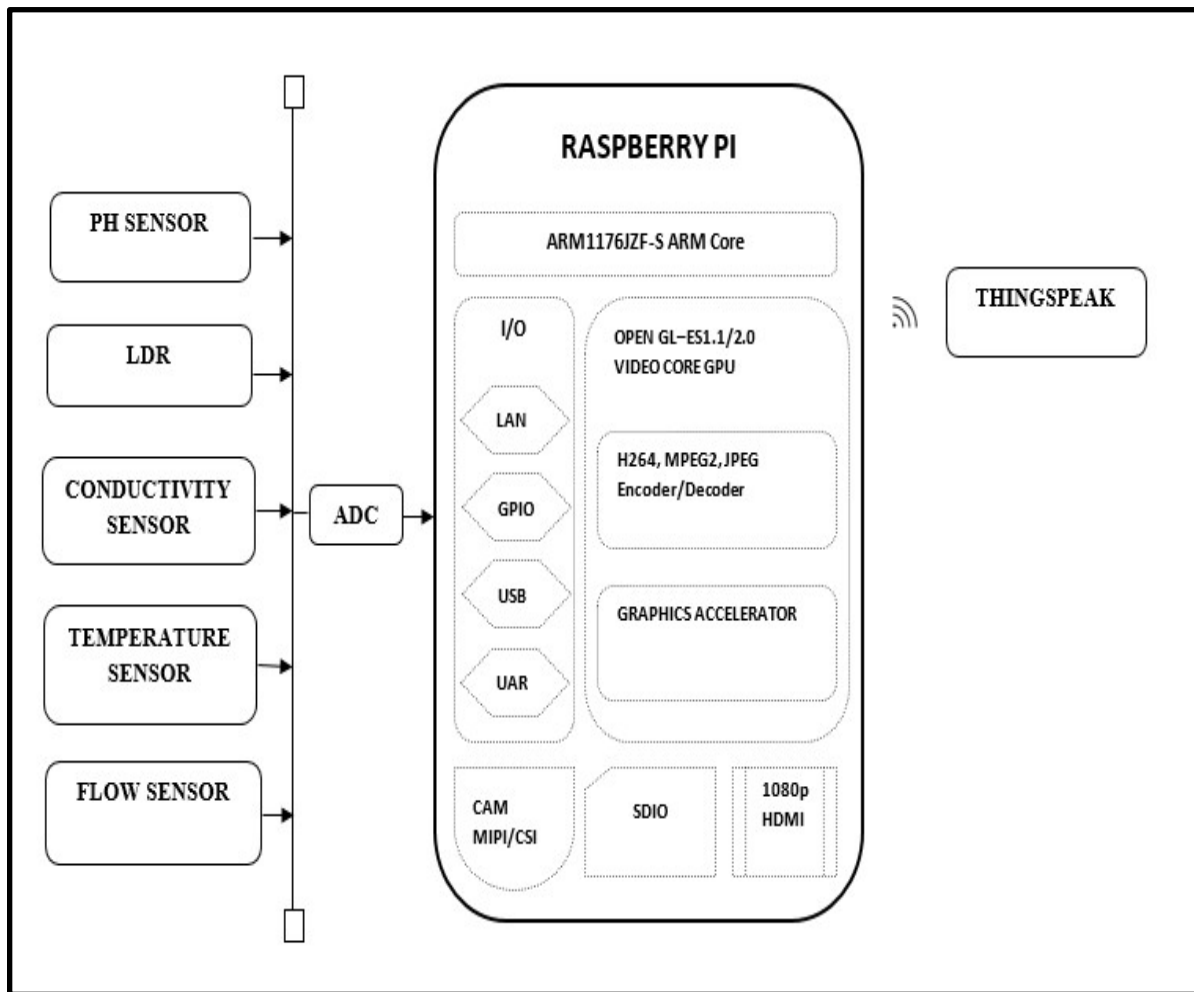 RASPBERRY PI
PH SENSOR
LDR
CONDUCTIVITY
SENSOR
TEMPERATURE
SENSOR
FLOW SENSOR
ADC
ARM1176JZF-S ARM Core
I/O
LAN
GPIO
USB
UAR
OPEN GL-ES1.1/2.0
VIDEO CORE GPU
H264, MPEG2, JPEG
Encoder/Decoder
GRAPHICS ACCELERATOR
CAM
MIPI/CSI
SDIO
1080p
HDMI
THINGSPEAK